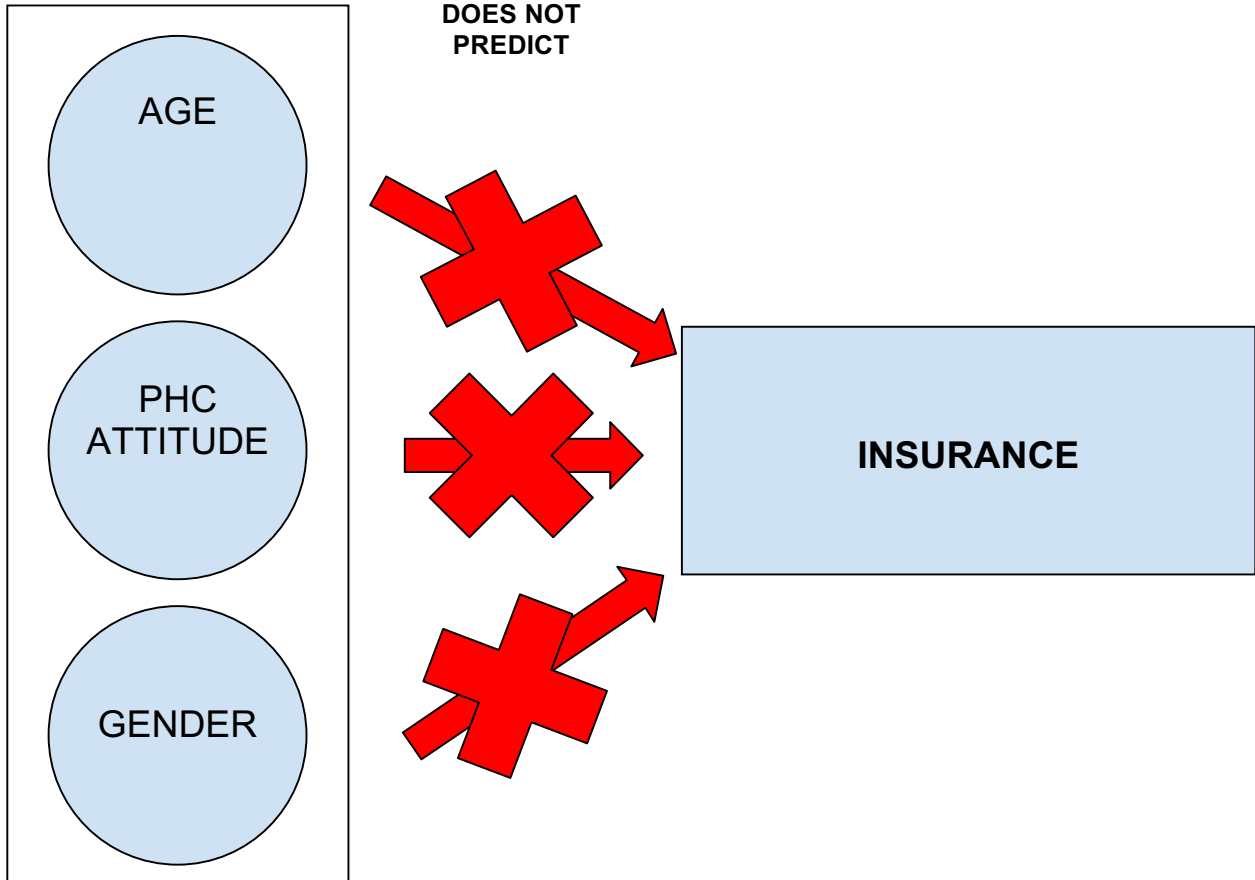 DOES NOT
PREDICT
AGE
PHC
ATTITUDE
INSURANCE
GENDER